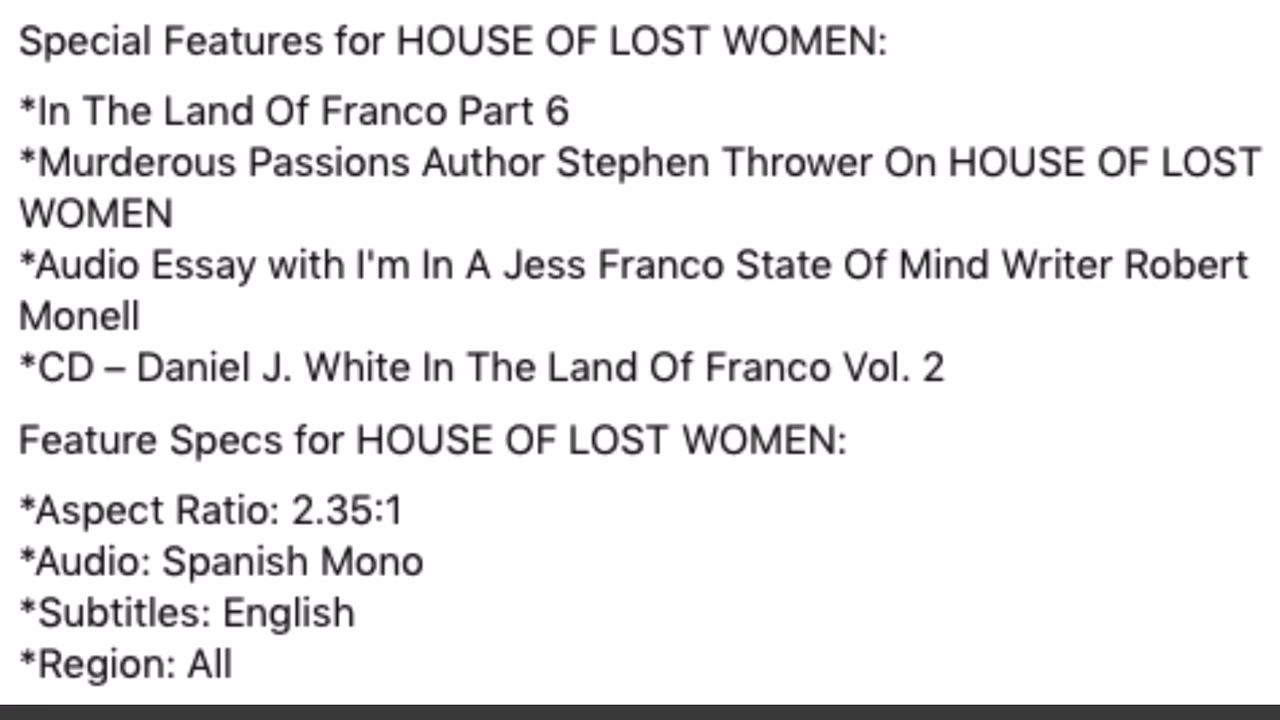 Special Features for HOUSE OF LOST WOMEN:
*In The Land Of Franco Part 6
*Murderous Passions Author Stephen Thrower On HOUSE OF LOST
WOMEN
*Audio Essay with I'm In A Jess Franco State Of Mind Writer Robert
Monell
*CD – Daniel J. White In The Land Of Franco Vol. 2
Feature Specs for HOUSE OF LOST WOMEN:
*Aspect Ratio: 2.35:1
*Audio: Spanish Mono
*Subtitles: English
*Region: All